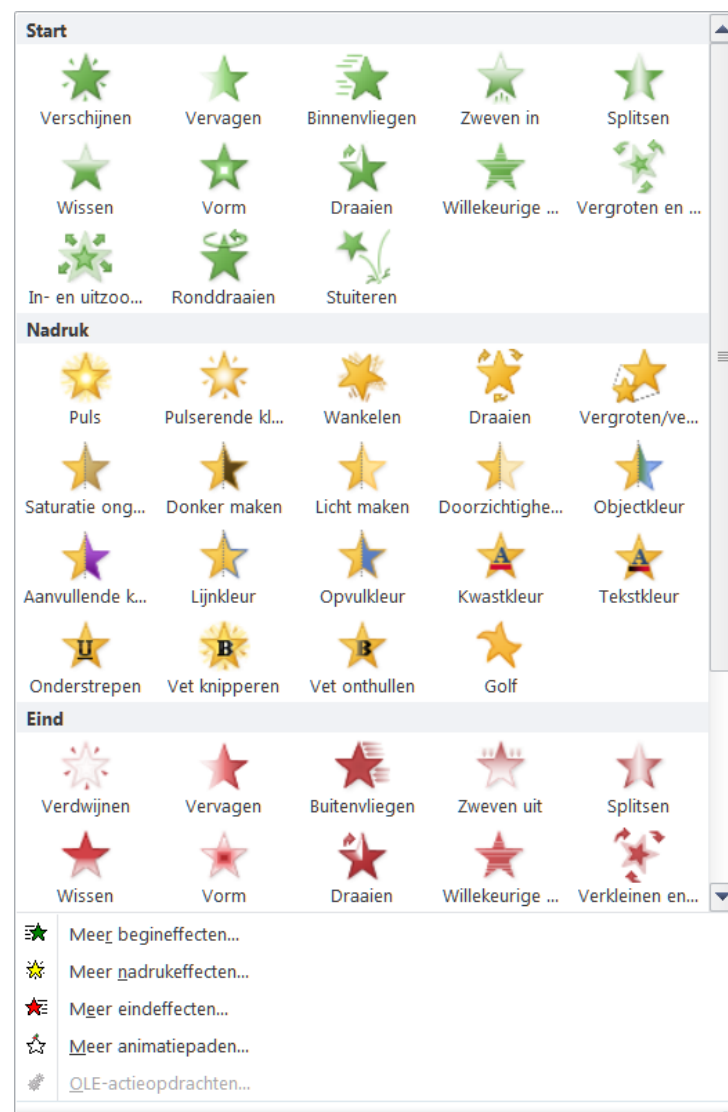 Start
Verschijnen Vervagen Binnenvliegen Zweven in Splitsen
Wissen Vorm Draaien Willekeurige ... Vergroten en ...
In- en uitzoo... Ronddraaien Stuiteren
Nadruk
Puls Pulserende kl... Wankelen Draaien Vergroten/ve...
Saturatie ong... Donker maken Licht maken Doorzichtighe... Objectkleur
Aanvullende k... Lijnkleur Opvulkleur Kwastkleur Tekstkleur
Onderstrepen Vet knipperen Vet onthullen Golf
Eind
Verdwijnen Vervagen Buitenvliegen Zweven uit Splitsen
Wissen Vorm Draaien Willekeurige ... Verkleinen en...
Meer begineffecten...
Meer nadrukeffecten...
Meer eindeffecten...
Meer animatiepaden...
OLE-actieopdrachten...